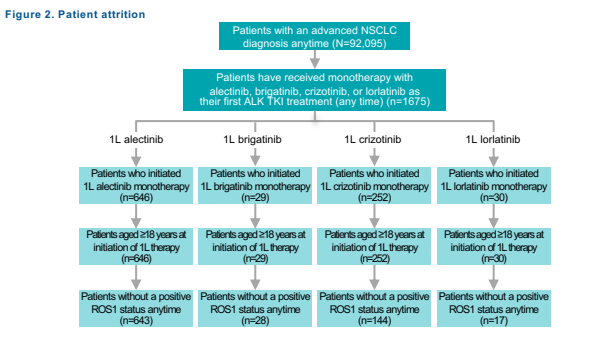 Figure 2. Patient attrition
Patients with an advanced NSCLC
diagnosis anytime (N=92,095)
Patients have received monotherapy with
alectinib, brigatinib, crizotinib, or lorlatinib as
their first ALK TKI treatment (any time) (n=1675)
1L alectinib
1L brigatinib
1L crizotinib
1L lorlatinib
Patients who initiated
1L alectinib monotherapy
(n=646)
Patients who initiated
1L brigatinib monotherapy
(n=29)
Patients who initiated
1L crizotinib monotherapy
(n=252)
Patients who initiated
1L lorlatinib monotherapy
(n=30)
Patients aged ≥18 years at
initiation of 1L therapy
(n=646)
Patients aged ≥18 years at
initiation of 1L therapy
(n=29)
Patients aged ≥18 years at
initiation of 1L therapy
(n=252)
Patients aged ≥18 years at
initiation of 1L therapy
(n=30)
Patients without a positive
ROS1 status anytime
(n=643)
Patients without a positive
ROS1 status anytime
(n=28)
Patients without a positive
ROS1 status anytime
(n=144)
Patients without a positive
ROS1 status anytime
(n=17)